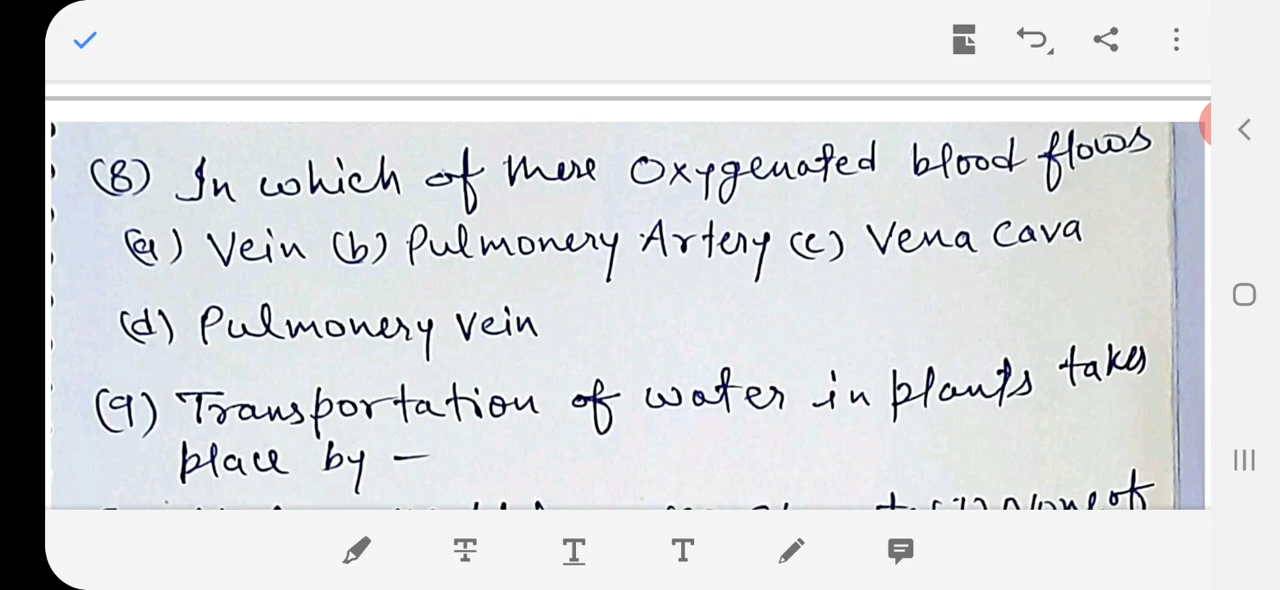 (8) In which of these Oxygenated blood flows
(a) Vein (b) Pulmonery Artery (c) Vena Cava
(d) Pulmonery Vein
(9) Transportation of water in plants takes
place by -